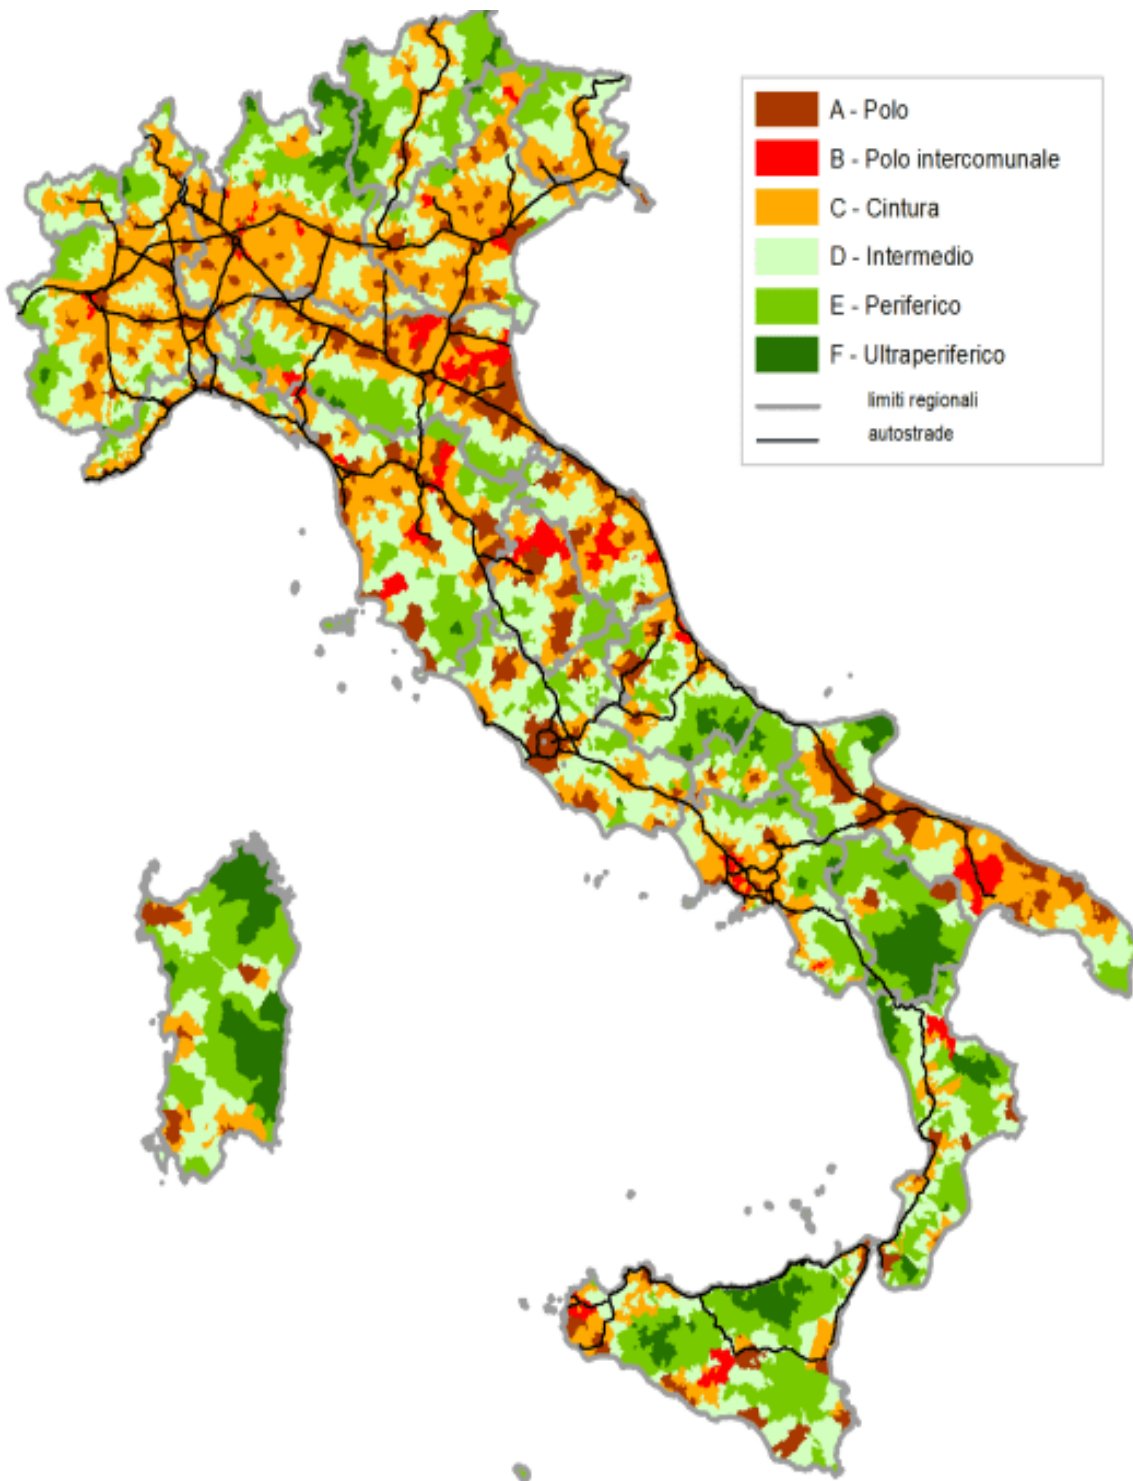 A - Polo
B - Polo intercomunale
C - Cintura
D - Intermedio
E - Periferico
F - Ultraperiferico
limiti regionali
autostrade